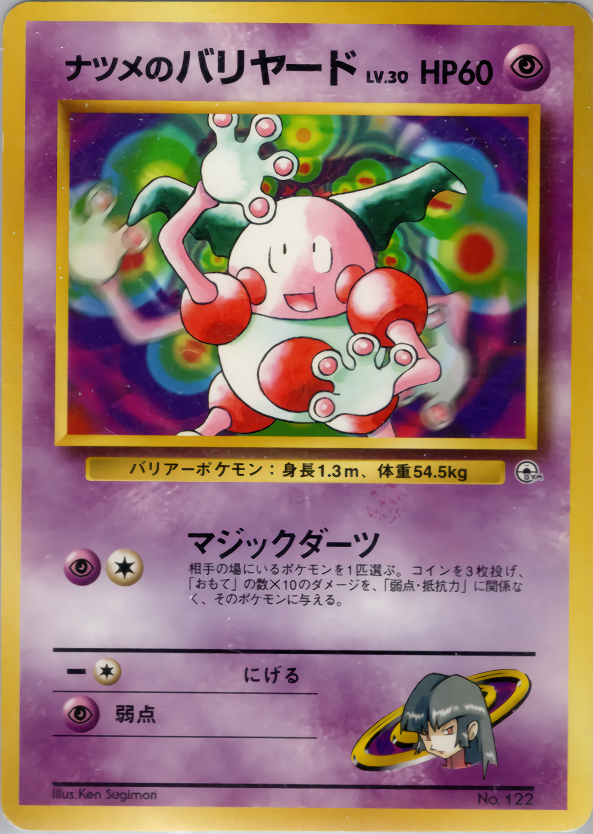 ナツメのバリヤード LV.30 HP60
バリアーポケモン：身長1.3m、体重54.5kg
マジックダーツ
相手の場にいるポケモンを1匹選ぶ。コインを3枚投げ、
「おもて」の数×10のダメージを、「弱点・抵抗力」に関係な
く、そのポケモンに与える。
にげる
弱点
Illus. Ken Sugimori
No. 122